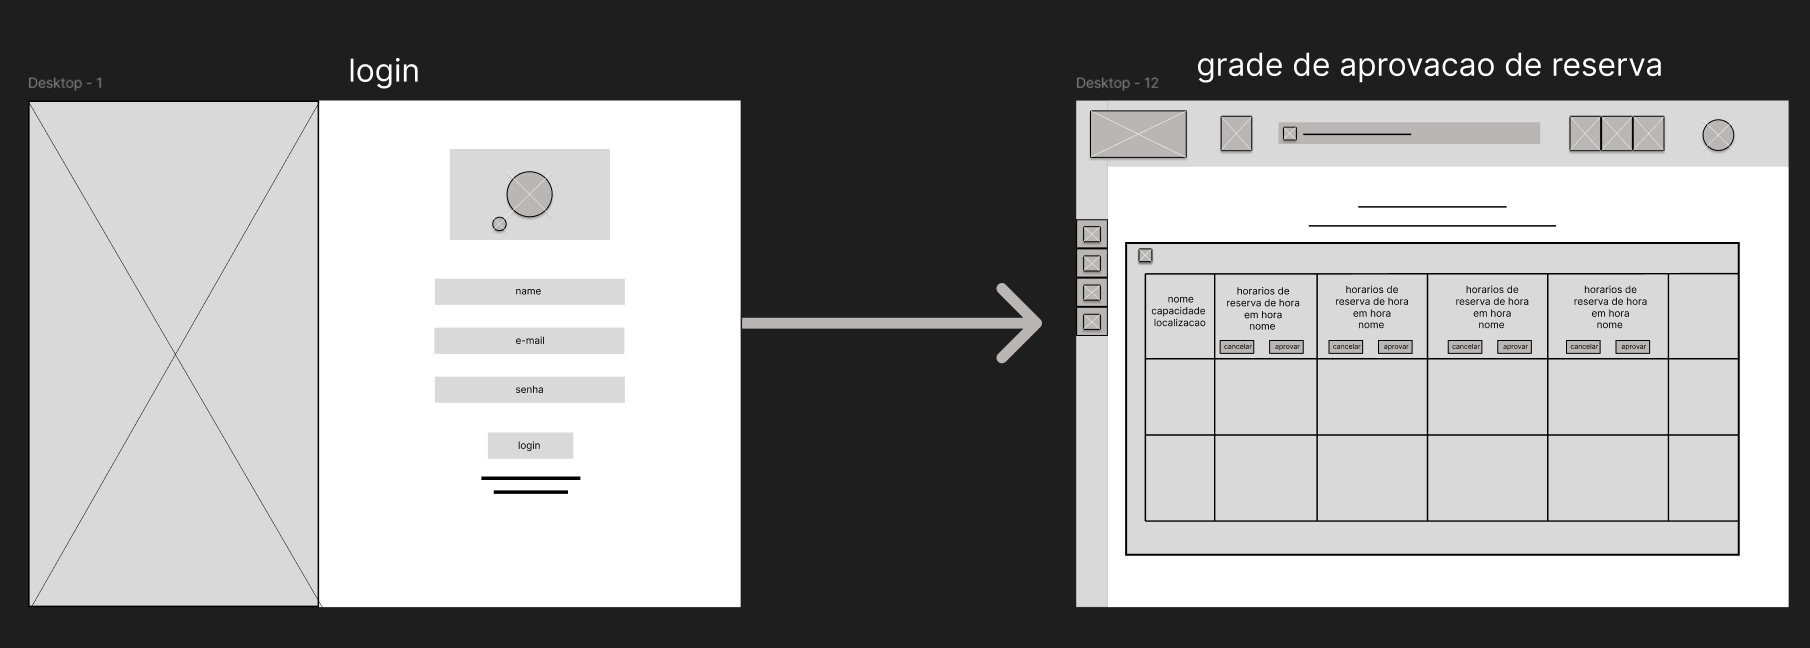 Desktop - 1
login
name
e-mail
senha
login
Desktop - 12
grade de aprovacao de reserva
nome
capacidade
localizacao
horarios de
reserva de hora
em hora
nome
cancelar
aprovar
horarios de
reserva de hora
em hora
nome
cancelar
aprovar
horarios de
reserva de hora
em hora
nome
cancelar
aprovar
horarios de
reserva de hora
em hora
nome
cancelar
aprovar